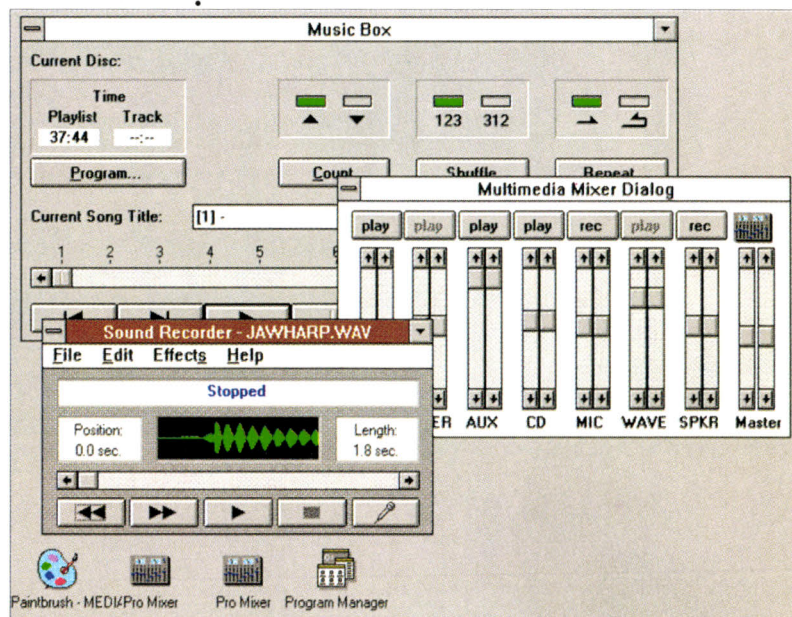 Music Box
Current Disc:
Time
Playlist Track
37:44 --:--
123 312
Program... Count Shuffle Repeat
Current Song Title: [1] -
1 2 3 4 5 6
Multimedia Mixer Dialog
play play play play rec play rec
ER AUX CD MIC WAVE SPKR Master
Sound Recorder - JAWHARP.WAV
File Edit Effects Help
Stopped
Position: Length:
0.0 sec. 1.8 sec.
Paintbrush - MEDIA Pro Mixer Pro Mixer Program Manager